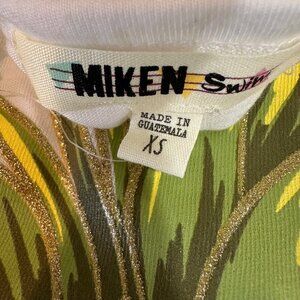 MIKEN Swim
MADE IN
GUATEMALA
XS